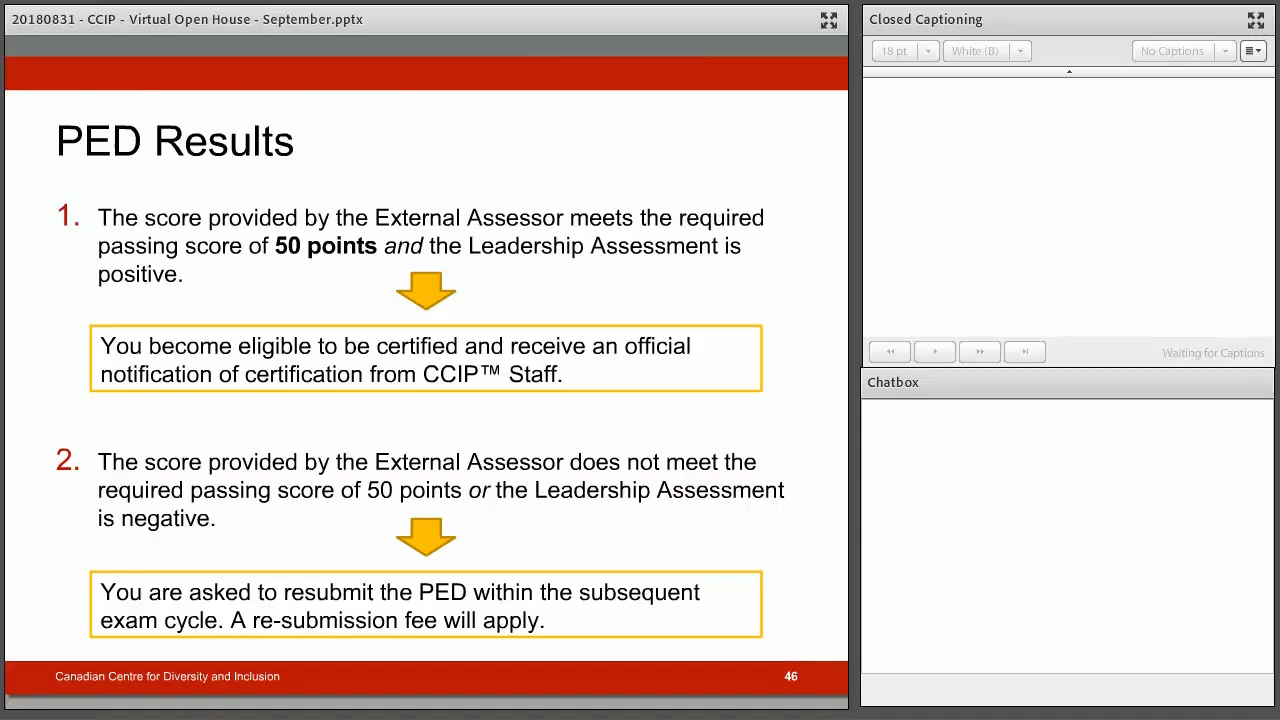 20180831 - CCIP - Virtual Open House - September.pptx
PED Results
1. The score provided by the External Assessor meets the required
passing score of 50 points and the Leadership Assessment is
positive.
You become eligible to be certified and receive an official
notification of certification from CCIP™ Staff.
2. The score provided by the External Assessor does not meet the
required passing score of 50 points or the Leadership Assessment
is negative.
You are asked to resubmit the PED within the subsequent
exam cycle. A re-submission fee will apply.
Canadian Centre for Diversity and Inclusion 46
Closed Captioning
18 pt White (B) No Captions
Waiting for Captions
Chatbox